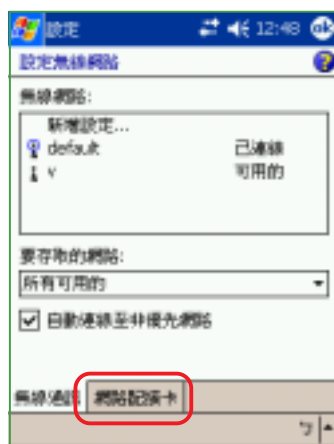 設定 12:48 ok
設定無線網路
無線網路:
新增設定...
default 已連線
v 可用的
要存取的網路:
所有可用的
自動連線至非優先網路
無線通訊 網路配接卡
ㄅ